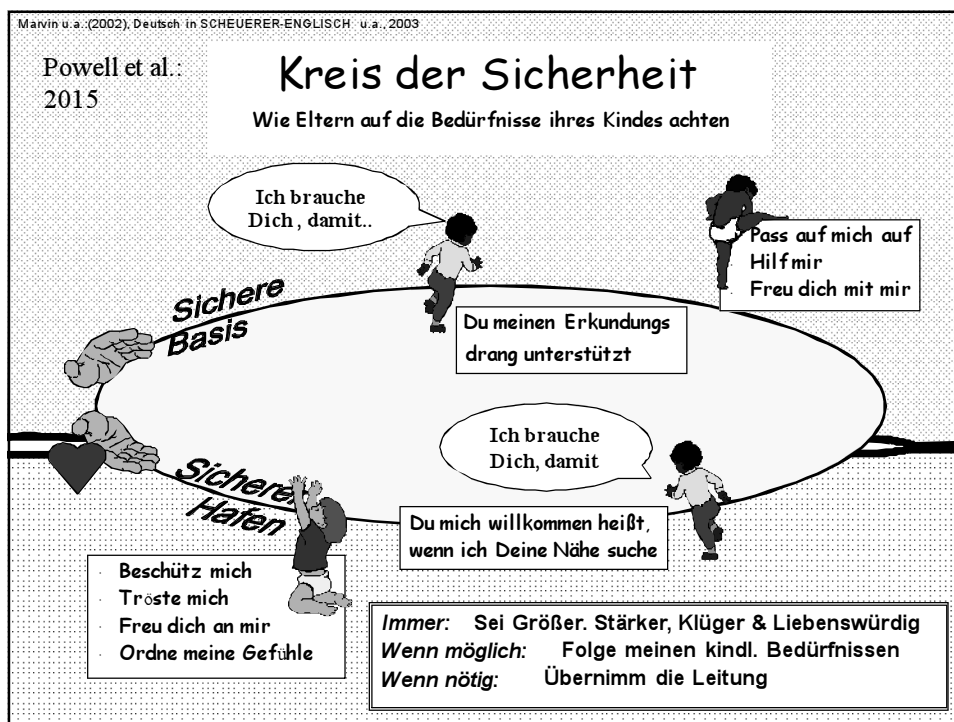 Marvin u.a.:(2002), Deutsch in SCHEUERER-ENGLISCH u.a., 2003
Powell et al.:
2015
Kreis der Sicherheit
Wie Eltern auf die Bedürfnisse ihres Kindes achten
Ich brauche
Dich , damit..
Pass auf mich auf
Hilf mir
Freu dich mit mir
Sichere
Basis
Du meinen Erkundungs
drang unterstützt
Ich brauche
Dich, damit
Sicherer
Hafen
Du mich willkommen heißt,
wenn ich Deine Nähe suche
Beschütz mich
Tröste mich
Freu dich an mir
Ordne meine Gefühle
Immer: Sei Größer. Stärker, Klüger & Liebenswürdig
Wenn möglich: Folge meinen kindl. Bedürfnissen
Wenn nötig: Übernimm die Leitung